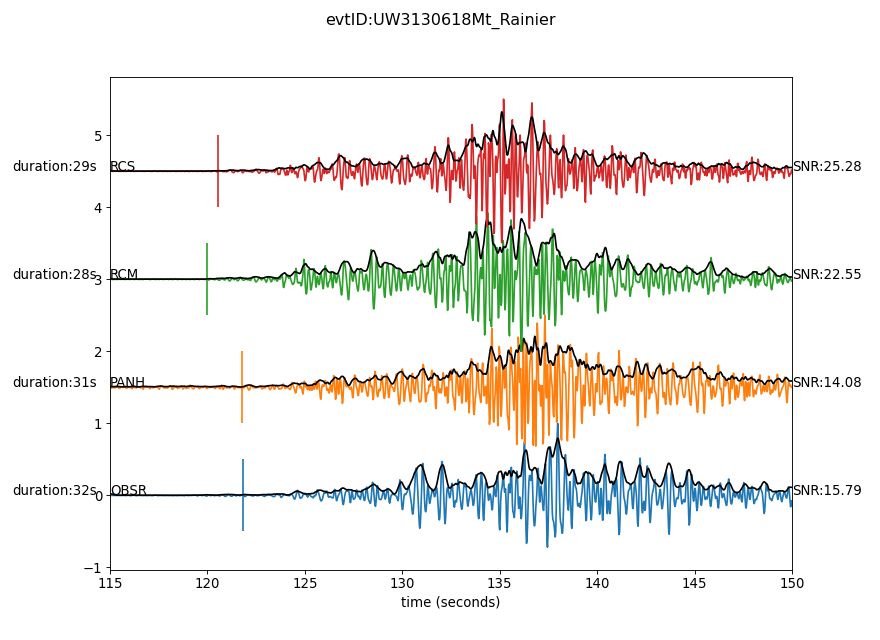 evtID:UW3130618Mt_Rainier
5
duration:29s RCS SNR:25.28
4
duration:28s 3 RCM SNR:22.55
2
duration:31s PANH SNR:14.08
1
duration:32s 0 OBSR SNR:15.79
−1
115 120 125 130 135 140 145 150
time (seconds)